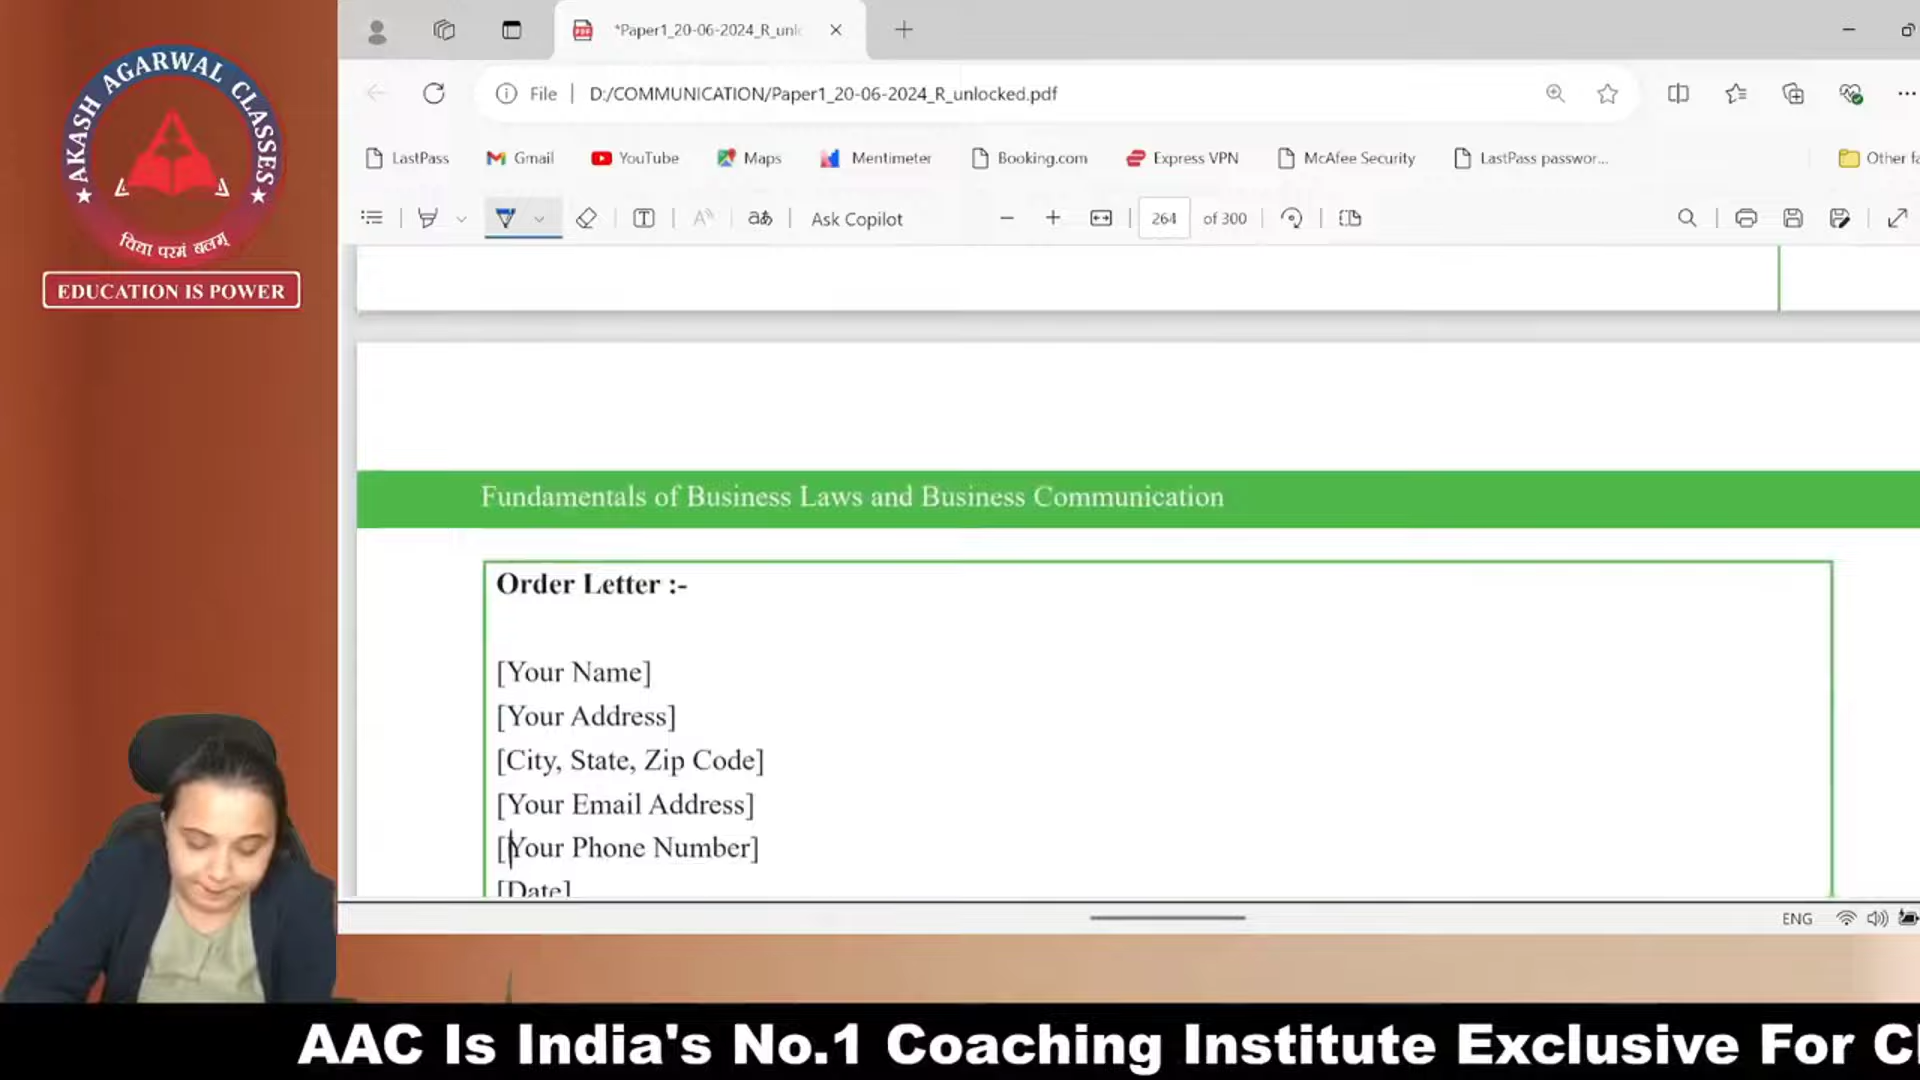 AKASH AGARWAL CLASSES
विद्या परमं बलम्
EDUCATION IS POWER
*Paper1_20-06-2024_R_unlo
File
D:/COMMUNICATION/Paper1_20-06-2024_R_unlocked.pdf
LastPass
Gmail
YouTube
Maps
Mentimeter
Booking.com
Express VPN
McAfee Security
LastPass passwor...
Other fa
Ask Copilot
264 of 300
Fundamentals of Business Laws and Business Communication
Order Letter :-
[Your Name]
[Your Address]
[City, State, Zip Code]
[Your Email Address]
[Your Phone Number]
[Date]
ENG
AAC Is India's No.1 Coaching Institute Exclusive For